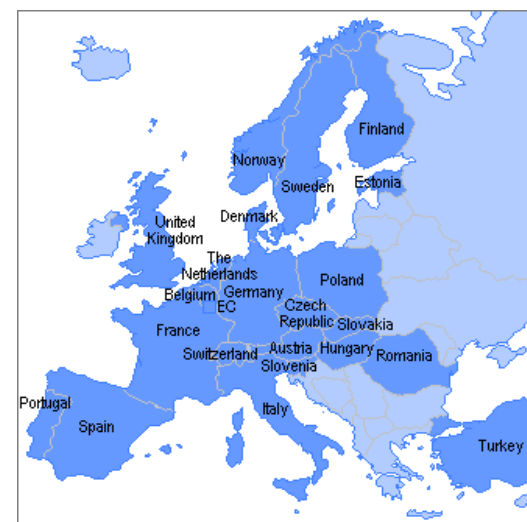 Finland
Norway
Estonia
Sweden
Denmark
United
Kingdom
The
Netherlands
Poland
Germany
Belgium
EC
Czech
Republic
Slovakia
France
Austria
Hungary
Switzerland
Romania
Slovenia
Portugal
Italy
Spain
Turkey